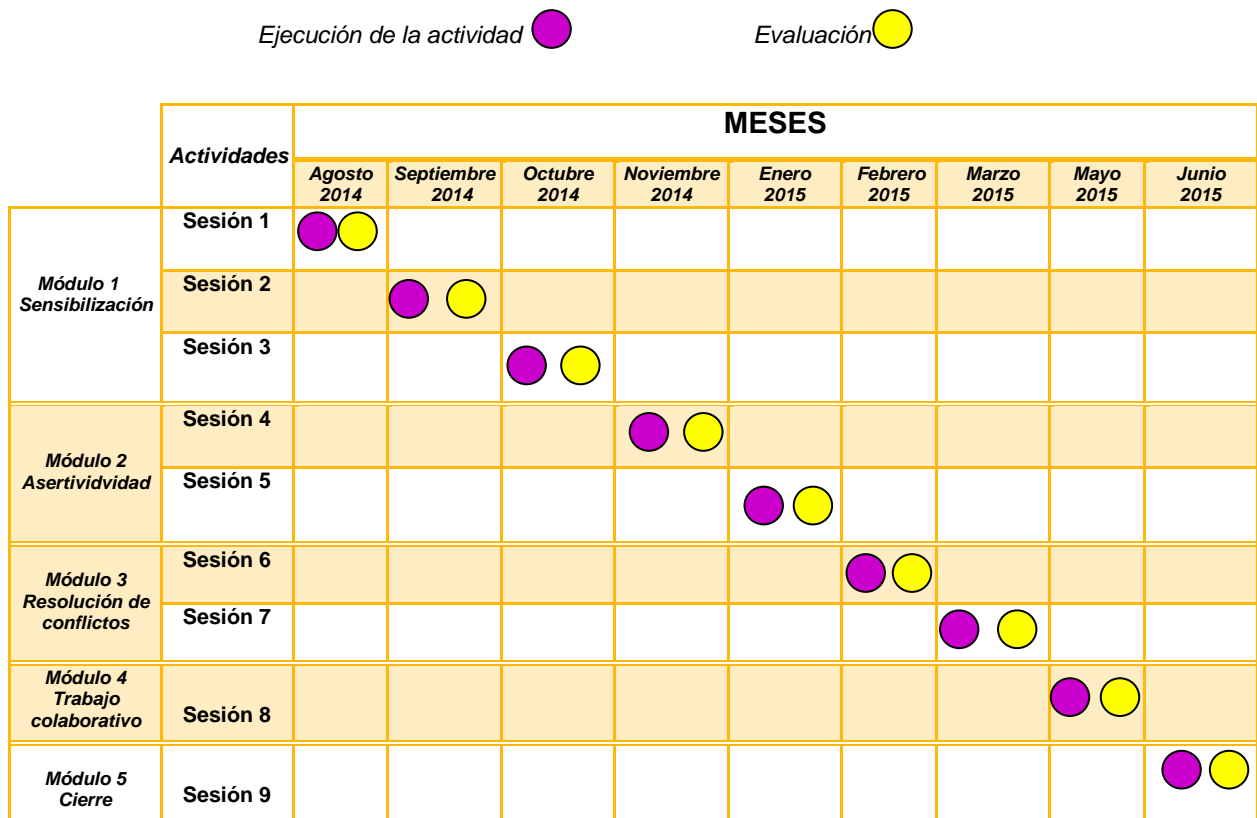 Ejecución de la actividad
Evaluación
Actividades
MESES
Agosto
2014
Septiembre
2014
Octubre
2014
Noviembre
2014
Enero
2015
Febrero
2015
Marzo
2015
Mayo
2015
Junio
2015
Módulo 1
Sensibilización
Sesión 1
Sesión 2
Sesión 3
Módulo 2
Asertividvidad
Sesión 4
Sesión 5
Módulo 3
Resolución de
conflictos
Sesión 6
Sesión 7
Módulo 4
Trabajo
colaborativo
Sesión 8
Módulo 5
Cierre
Sesión 9